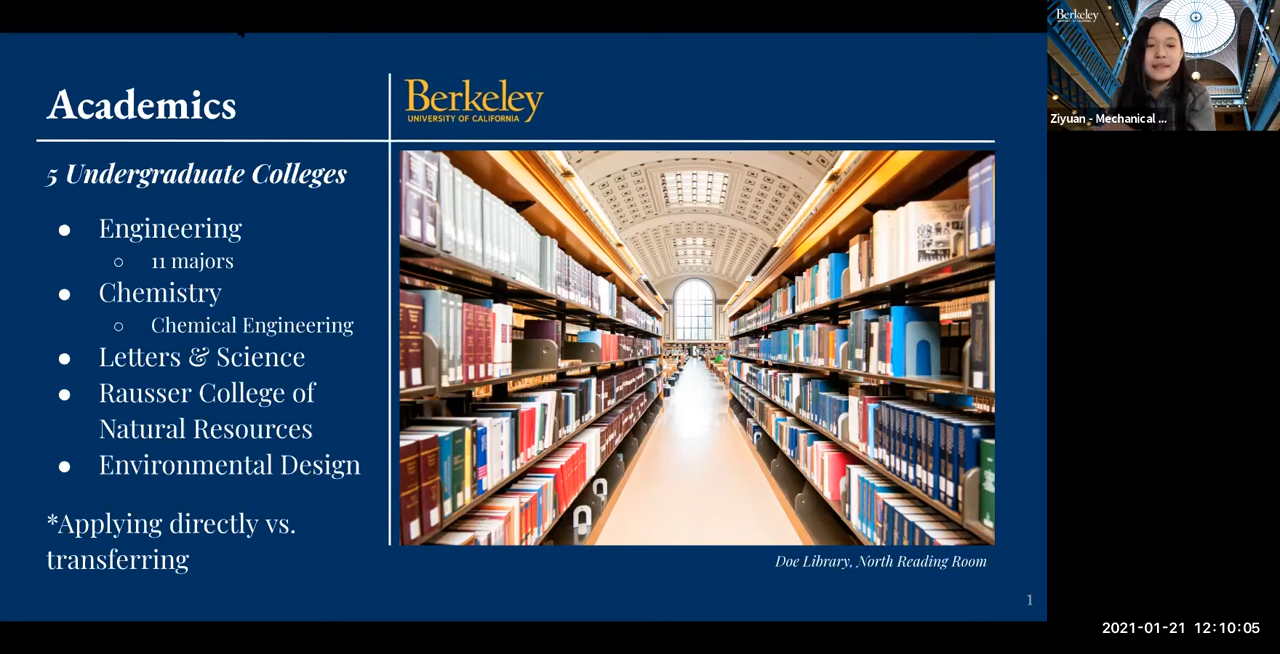 Academics
Berkeley
UNIVERSITY OF CALIFORNIA
5 Undergraduate Colleges
● Engineering
○ 11 majors
● Chemistry
○ Chemical Engineering
● Letters & Science
● Rausser College of
Natural Resources
● Environmental Design
*Applying directly vs.
transferring
Doe Library, North Reading Room
1
Berkeley
Ziyuan - Mechanical ...
2021-01-21 12:10:05